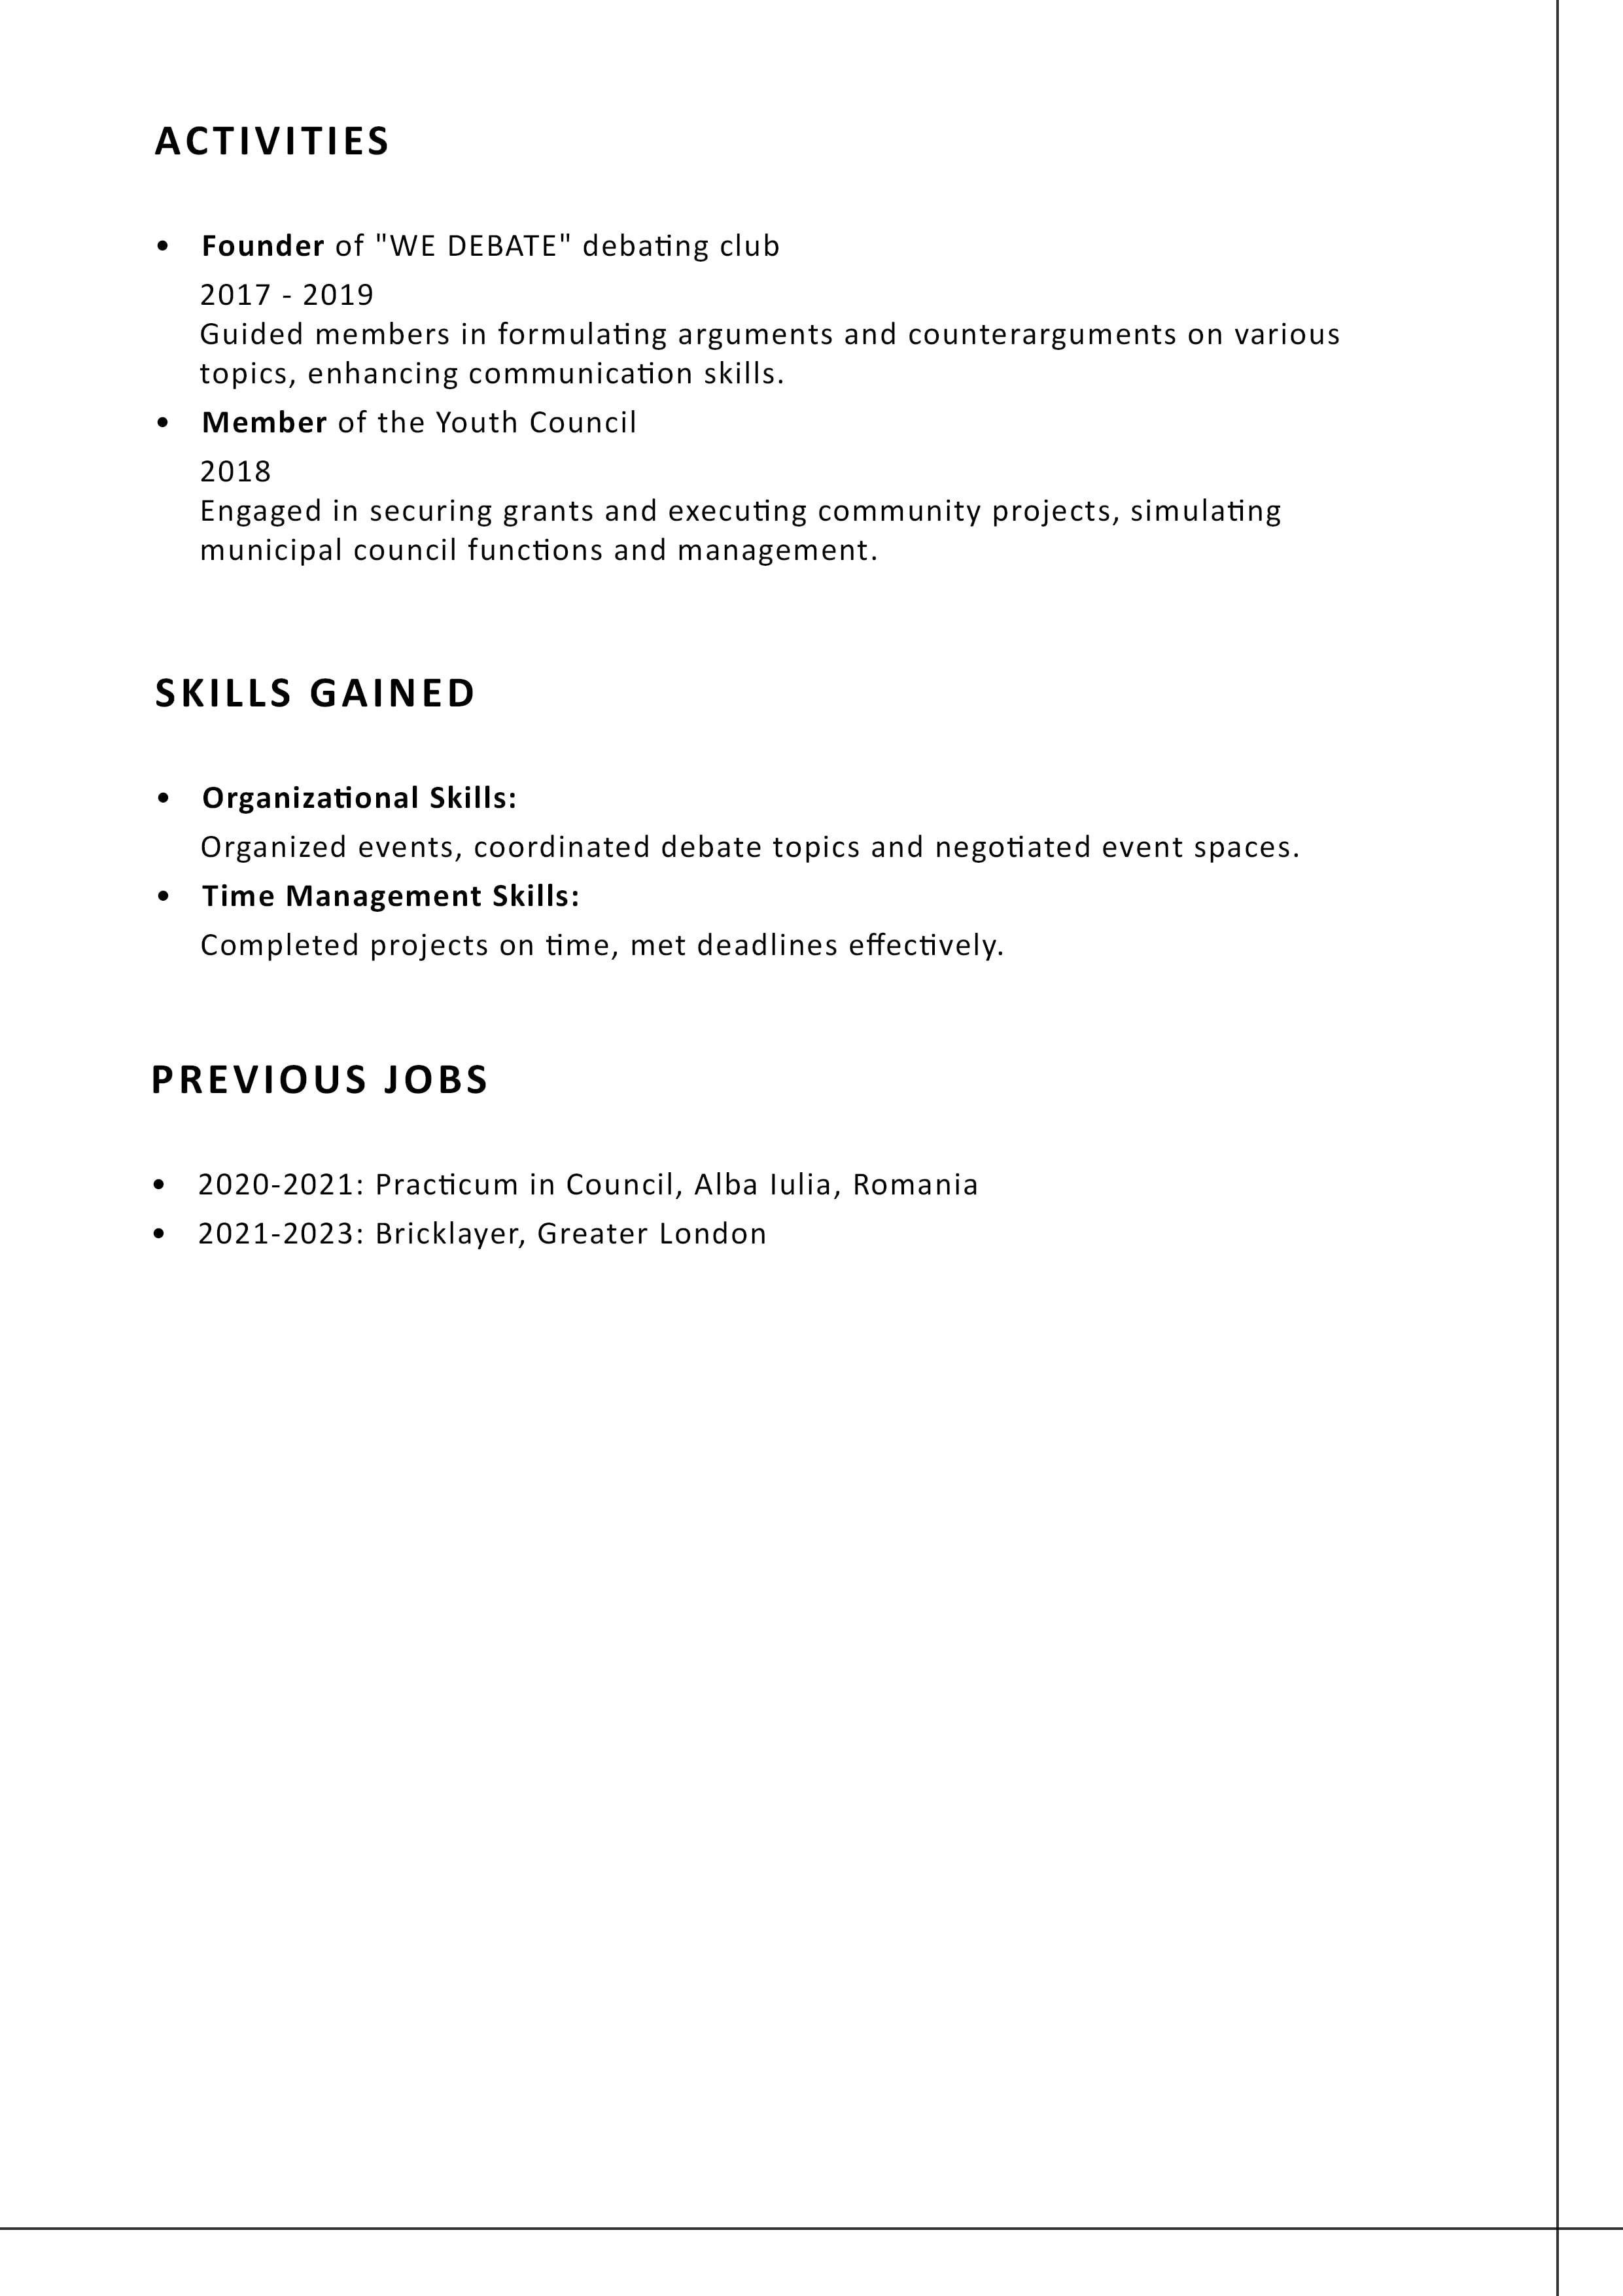 ACTIVITIES
• Founder of "WE DEBATE" debating club
2017 - 2019
Guided members in formulating arguments and counterarguments on various
topics, enhancing communication skills.
• Member of the Youth Council
2018
Engaged in securing grants and executing community projects, simulating
municipal council functions and management.
SKILLS GAINED
• Organizational Skills:
Organized events, coordinated debate topics and negotiated event spaces.
• Time Management Skills:
Completed projects on time, met deadlines effectively.
PREVIOUS JOBS
• 2020-2021: Practicum in Council, Alba Iulia, Romania
• 2021-2023: Bricklayer, Greater London